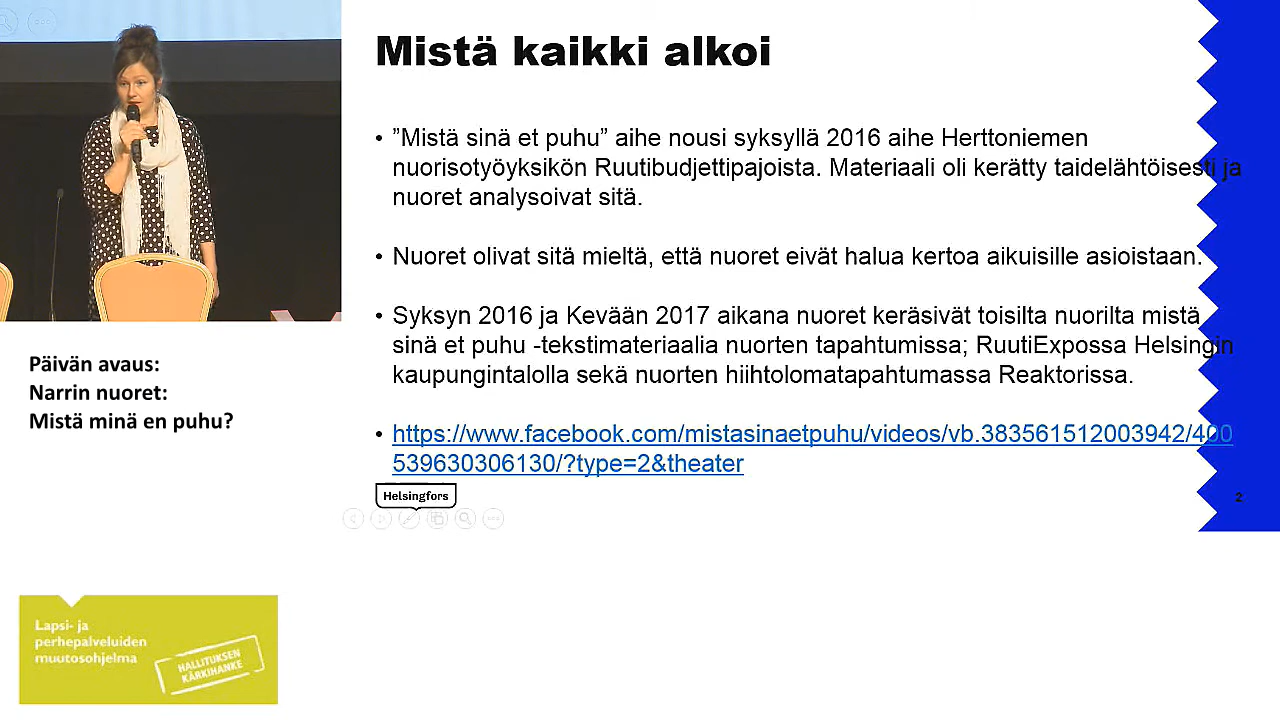 Mistä kaikki alkoi
• ”Mistä sinä et puhu” aihe nousi syksyllä 2016 aihe Herttoniemen
nuorisotyöyksikön Ruutibudjettipajoista. Materiaali oli kerätty taidelähtöisesti ja
nuoret analysoivat sitä.
• Nuoret olivat sitä mieltä, että nuoret eivät halua kertoa aikuisille asioistaan.
• Syksyn 2016 ja Kevään 2017 aikana nuoret keräsivät toisilta nuorilta mistä
sinä et puhu -tekstimateriaalia nuorten tapahtumissa; RuutiExpossa Helsingin
kaupungintalolla sekä nuorten hiihtolomatapahtumassa Reaktorissa.
• https://www.facebook.com/mistasinaetpuhu/videos/vb.383561512003942/400
539630306130/?type=2&theater
Helsingfors
2
Päivän avaus:
Narrin nuoret:
Mistä minä en puhu?
Lapsi- ja
perhepalveluiden
muutosohjelma
HALLITUKSEN
KÄRKIHANKE